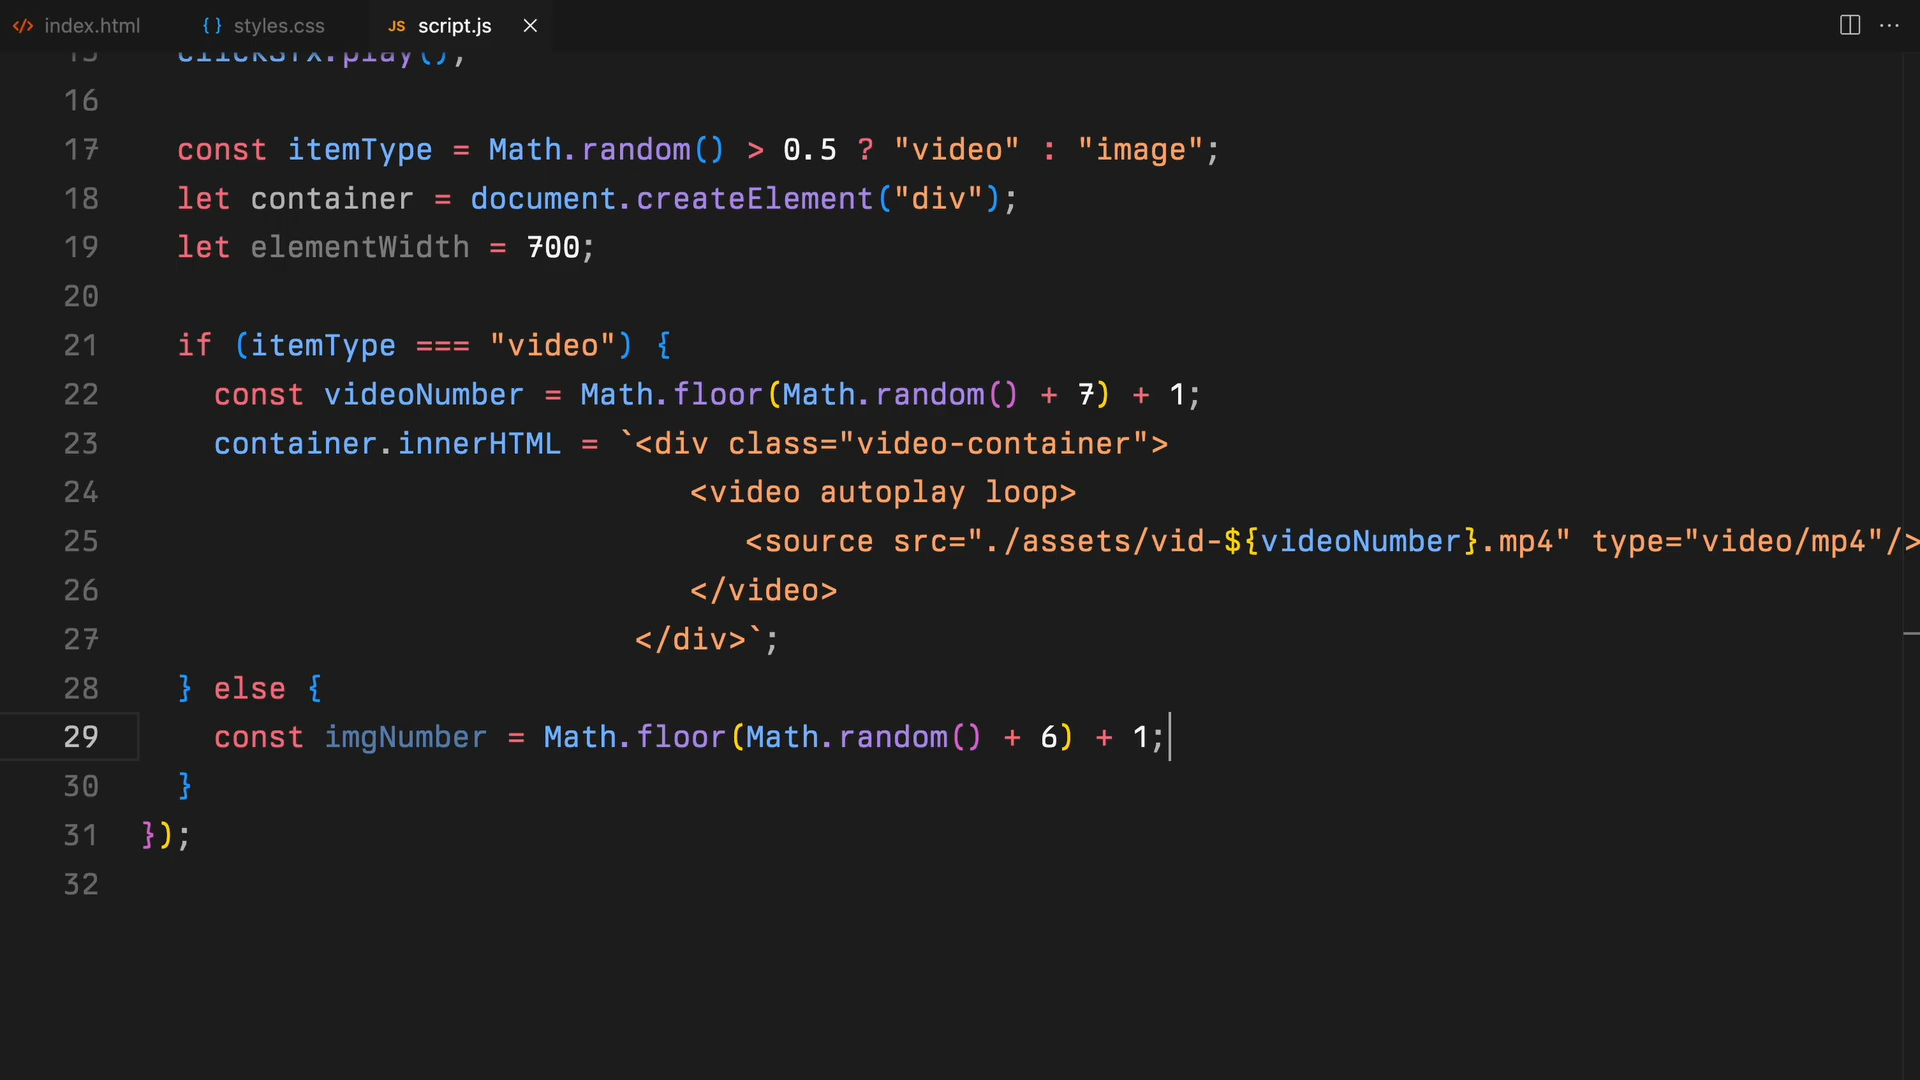 </> index.html {} styles.css JS script.js ×
15 clickSfx.play();
16
17 const itemType = Math.random() > 0.5 ? "video" : "image";
18 let container = document.createElement("div");
19 let elementWidth = 700;
20
21 if (itemType === "video") {
22 const videoNumber = Math.floor(Math.random() + 7) + 1;
23 container.innerHTML = `<div class="video-container">
24 <video autoplay loop>
25 <source src="./assets/vid-${videoNumber}.mp4" type="video/mp4"/>
26 </video>
27 </div>`;
28 } else {
29 const imgNumber = Math.floor(Math.random() + 6) + 1;
30 }
31 });
32